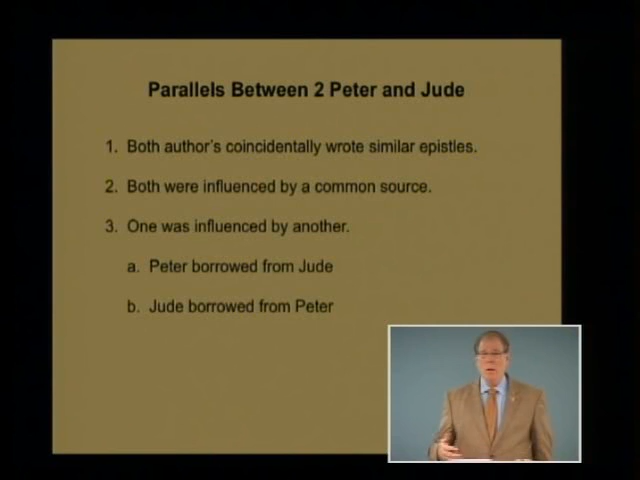 Parallels Between 2 Peter and Jude
1. Both author's coincidentally wrote similar epistles.
2. Both were influenced by a common source.
3. One was influenced by another.
a. Peter borrowed from Jude
b. Jude borrowed from Peter